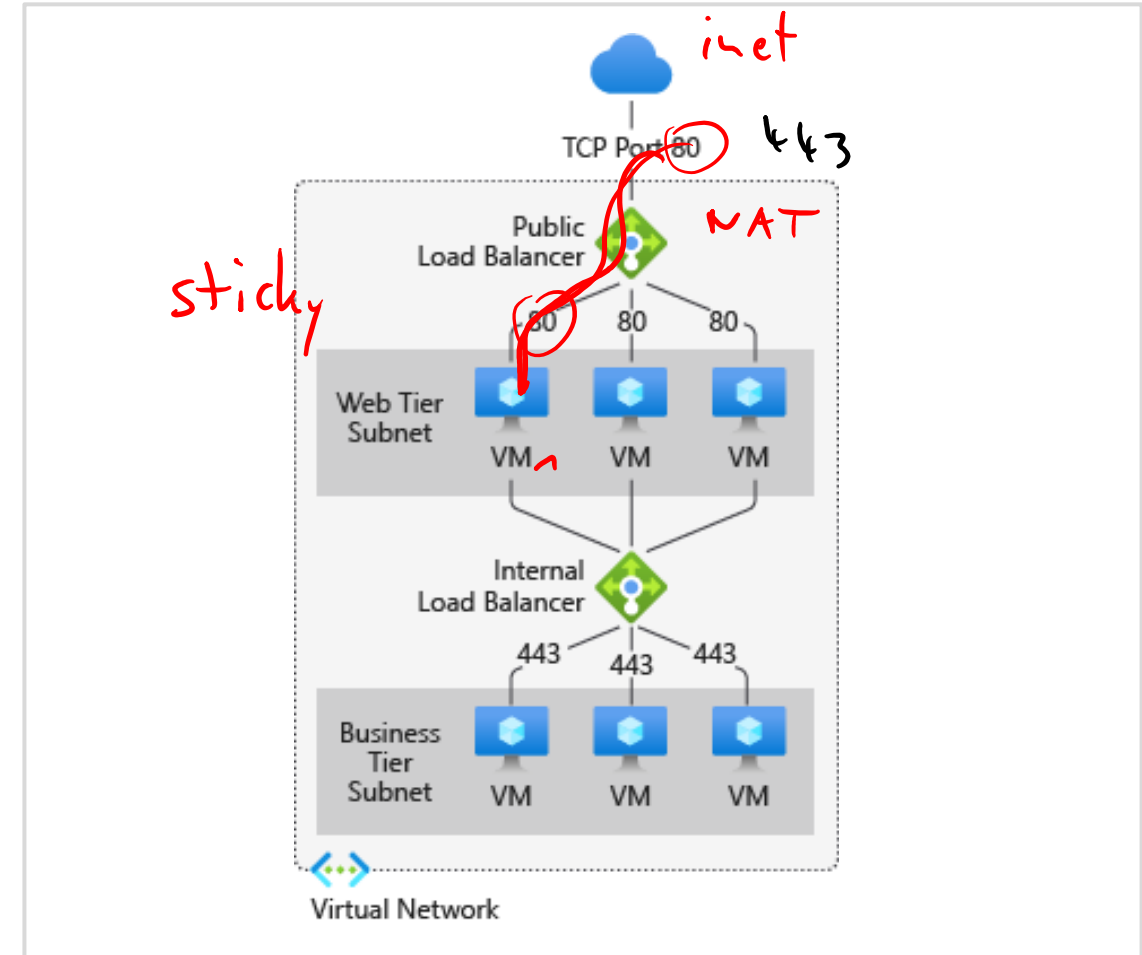 inet
TCP Port 80
443
NAT
Public
Load Balancer
sticky
80 80 80
Web Tier
Subnet
VM VM VM
Internal
Load Balancer
443 443 443
Business
Tier
Subnet
VM VM VM
Virtual Network